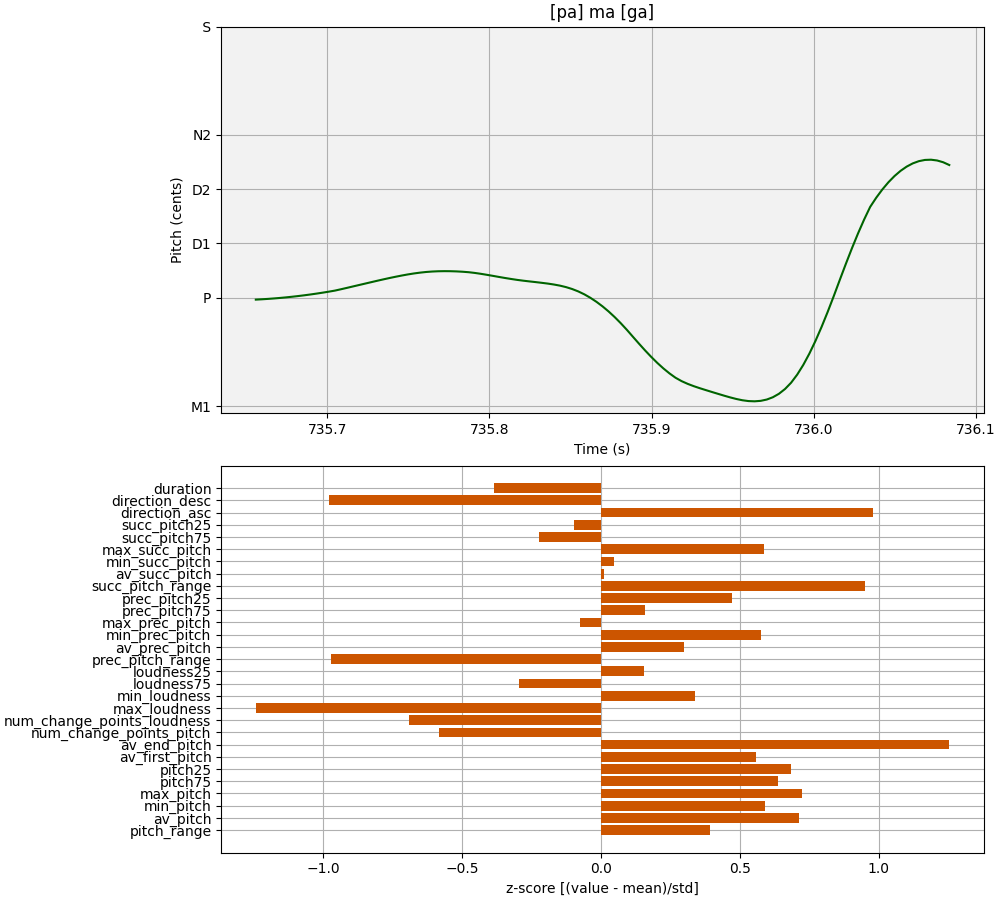 [pa] ma [ga]
S
N2
D2
D1
P
M1
Pitch (cents)
735.7 735.8 735.9 736.0 736.1
Time (s)
duration
direction_desc
direction_asc
succ_pitch25
succ_pitch75
max_succ_pitch
min_succ_pitch
av_succ_pitch
succ_pitch_range
prec_pitch25
prec_pitch75
max_prec_pitch
min_prec_pitch
av_prec_pitch
prec_pitch_range
loudness25
loudness75
min_loudness
max_loudness
num_change_points_loudness
num_change_points_pitch
av_end_pitch
av_first_pitch
pitch25
pitch75
max_pitch
min_pitch
av_pitch
pitch_range
−1.0 −0.5 0.0 0.5 1.0
z-score [(value - mean)/std]